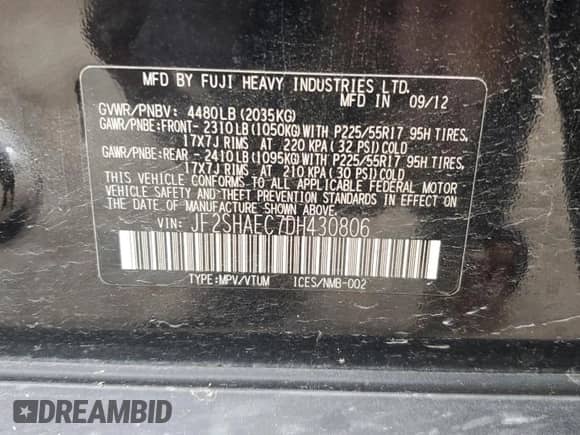 MFD BY FUJI HEAVY INDUSTRIES LTD.
MFD IN 09/12
GVWR/PNBV: 4480LB (2035KG)
GAWR/PNBE:FRONT- 2310LB(1050KG)WITH P225/55R17 95H TIRES,
17X7J RIMS AT 220 KPA ( 32 PSI)COLD
GAWR/PNBE:REAR - 2410LB(1095KG)WITH P225/55R17 95H TIRES,
17X7J RIMS AT 210 KPA ( 30 PSI)COLD
THIS VEHICLE CONFORMS TO ALL APPLICABLE FEDERAL MOTOR
VEHICLE SAFETY AND THEFT PREVENTION STANDARDS IN EFFECT ON
THE DATE OF MANUFACTURE SHOWN ABOVE.
VIN: JF2SHAEC7DH430806
TYPE:MPV/VTUM ICES/NMB-002
DREAMBID